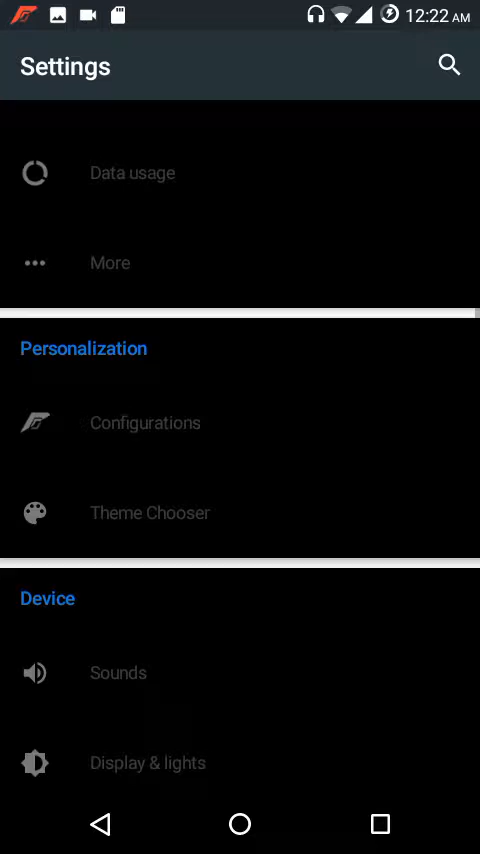 12:22 AM
Settings
Data usage
More
Personalization
Configurations
Theme Chooser
Device
Sounds
Display & lights